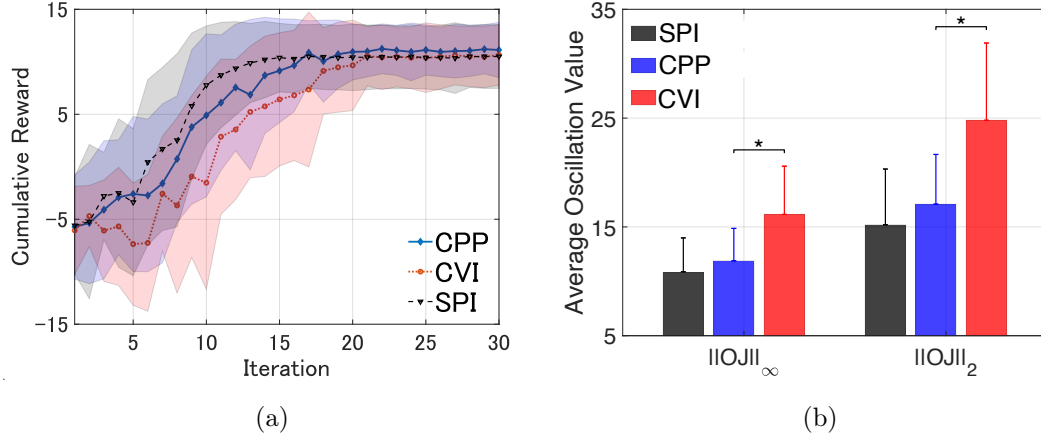 15
5
-5
-15
Cumulative Reward
5
10
15
20
25
30
Iteration
CPP
CVI
SPI
(a)
35
25
15
5
Average Oscillation Value
SPI
CPP
CVI
*
*
||OJ||∞
||OJ||2
(b)